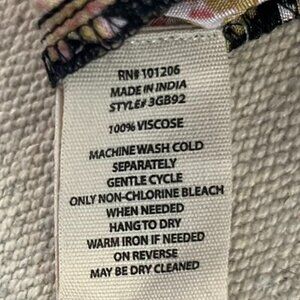 RN# 101206
MADE IN INDIA
STYLE# 3GB92
100% VISCOSE
MACHINE WASH COLD
SEPARATELY
GENTLE CYCLE
ONLY NON-CHLORINE BLEACH
WHEN NEEDED
HANG TO DRY
WARM IRON IF NEEDED
ON REVERSE
MAY BE DRY CLEANED